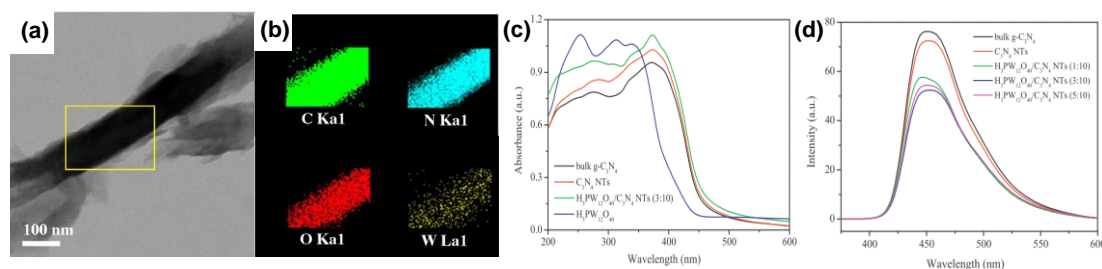 (a)
100 nm
(b)
C Ka1
N Ka1
O Ka1
W La1
(c)
1.2
0.9
0.6
0.3
0.0
Absorbance (a.u.)
bulk g-C₃N₄
C₃N₄ NTs
H₃PW₁₂O₄₀/C₃N₄ NTs (3:10)
H₃PW₁₂O₄₀
200 300 400 500 600
Wavelength (nm)
(d)
80
60
40
20
0
Intensity (a.u.)
bulk g-C₃N₄
C₃N₄ NTs
H₃PW₁₂O₄₀/C₃N₄ NTs (1:10)
H₃PW₁₂O₄₀/C₃N₄ NTs (3:10)
H₃PW₁₂O₄₀/C₃N₄ NTs (5:10)
400 450 500 550 600
Wavelength (nm)